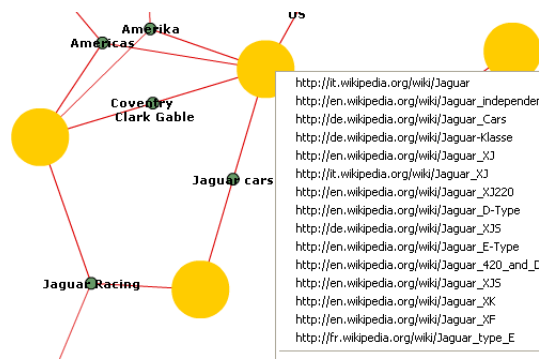 US
Amerika
Americas
Coventry
Clark Gable
Jaguar cars
Jaguar Racing
http://it.wikipedia.org/wiki/Jaguar
http://en.wikipedia.org/wiki/Jaguar_independen
http://de.wikipedia.org/wiki/Jaguar_Cars
http://de.wikipedia.org/wiki/Jaguar-Klasse
http://en.wikipedia.org/wiki/Jaguar_XJ
http://it.wikipedia.org/wiki/Jaguar_XJ
http://en.wikipedia.org/wiki/Jaguar_XJ220
http://en.wikipedia.org/wiki/Jaguar_D-Type
http://de.wikipedia.org/wiki/Jaguar_XJS
http://en.wikipedia.org/wiki/Jaguar_E-Type
http://en.wikipedia.org/wiki/Jaguar_420_and_D
http://en.wikipedia.org/wiki/Jaguar_XJS
http://en.wikipedia.org/wiki/Jaguar_XK
http://en.wikipedia.org/wiki/Jaguar_XF
http://fr.wikipedia.org/wiki/Jaguar_type_E